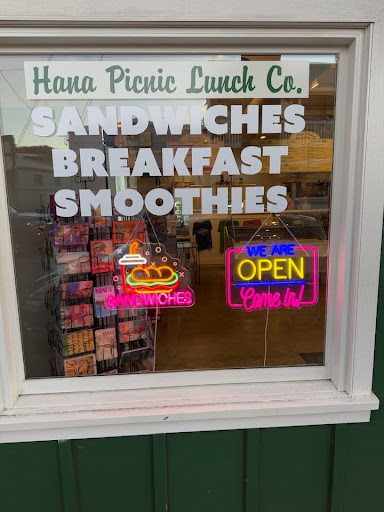 Hana Picnic Lunch Co.
SANDWICHES
BREAKFAST
SMOOTHIES
SANDWICHES
WE ARE
OPEN
Come In!